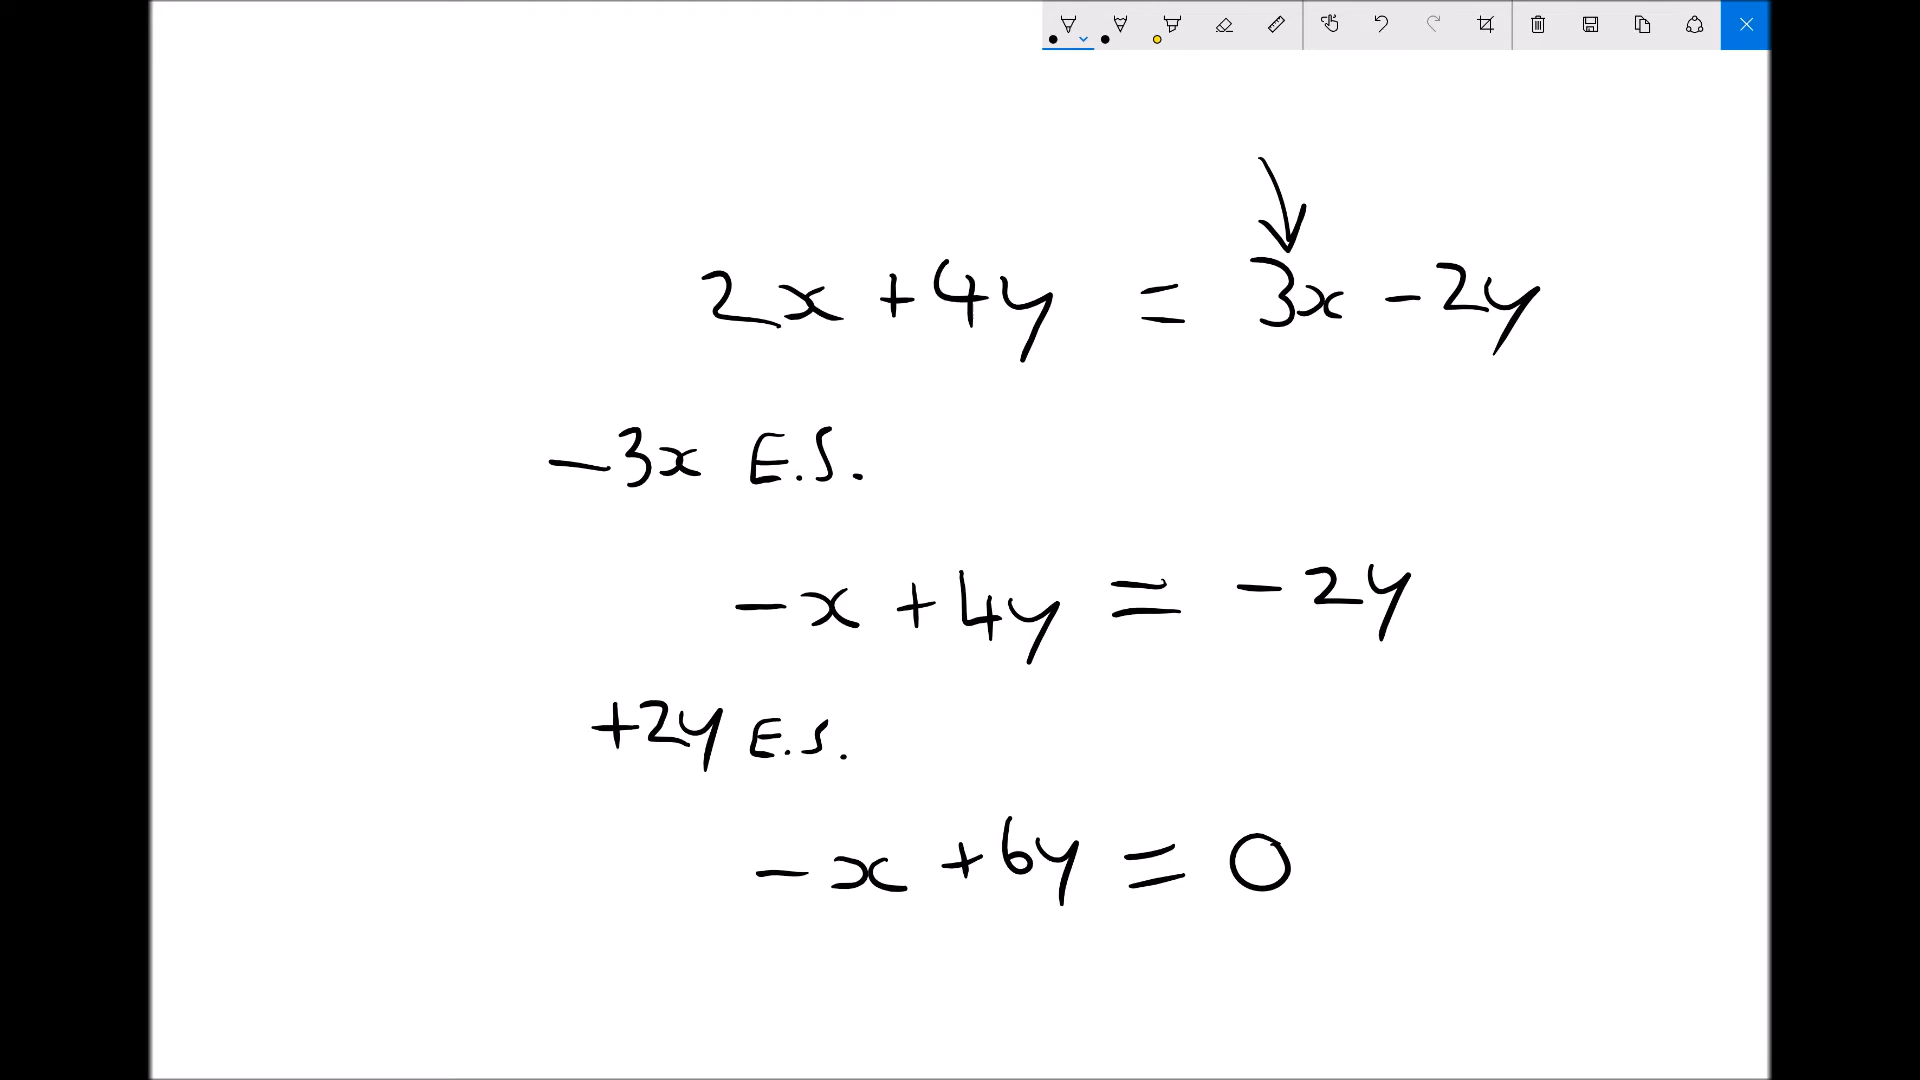 2x + 4y = 3x - 2y
-3x E.S.
-x + 4y = -2y
+2y E.S.
-x + 6y = 0